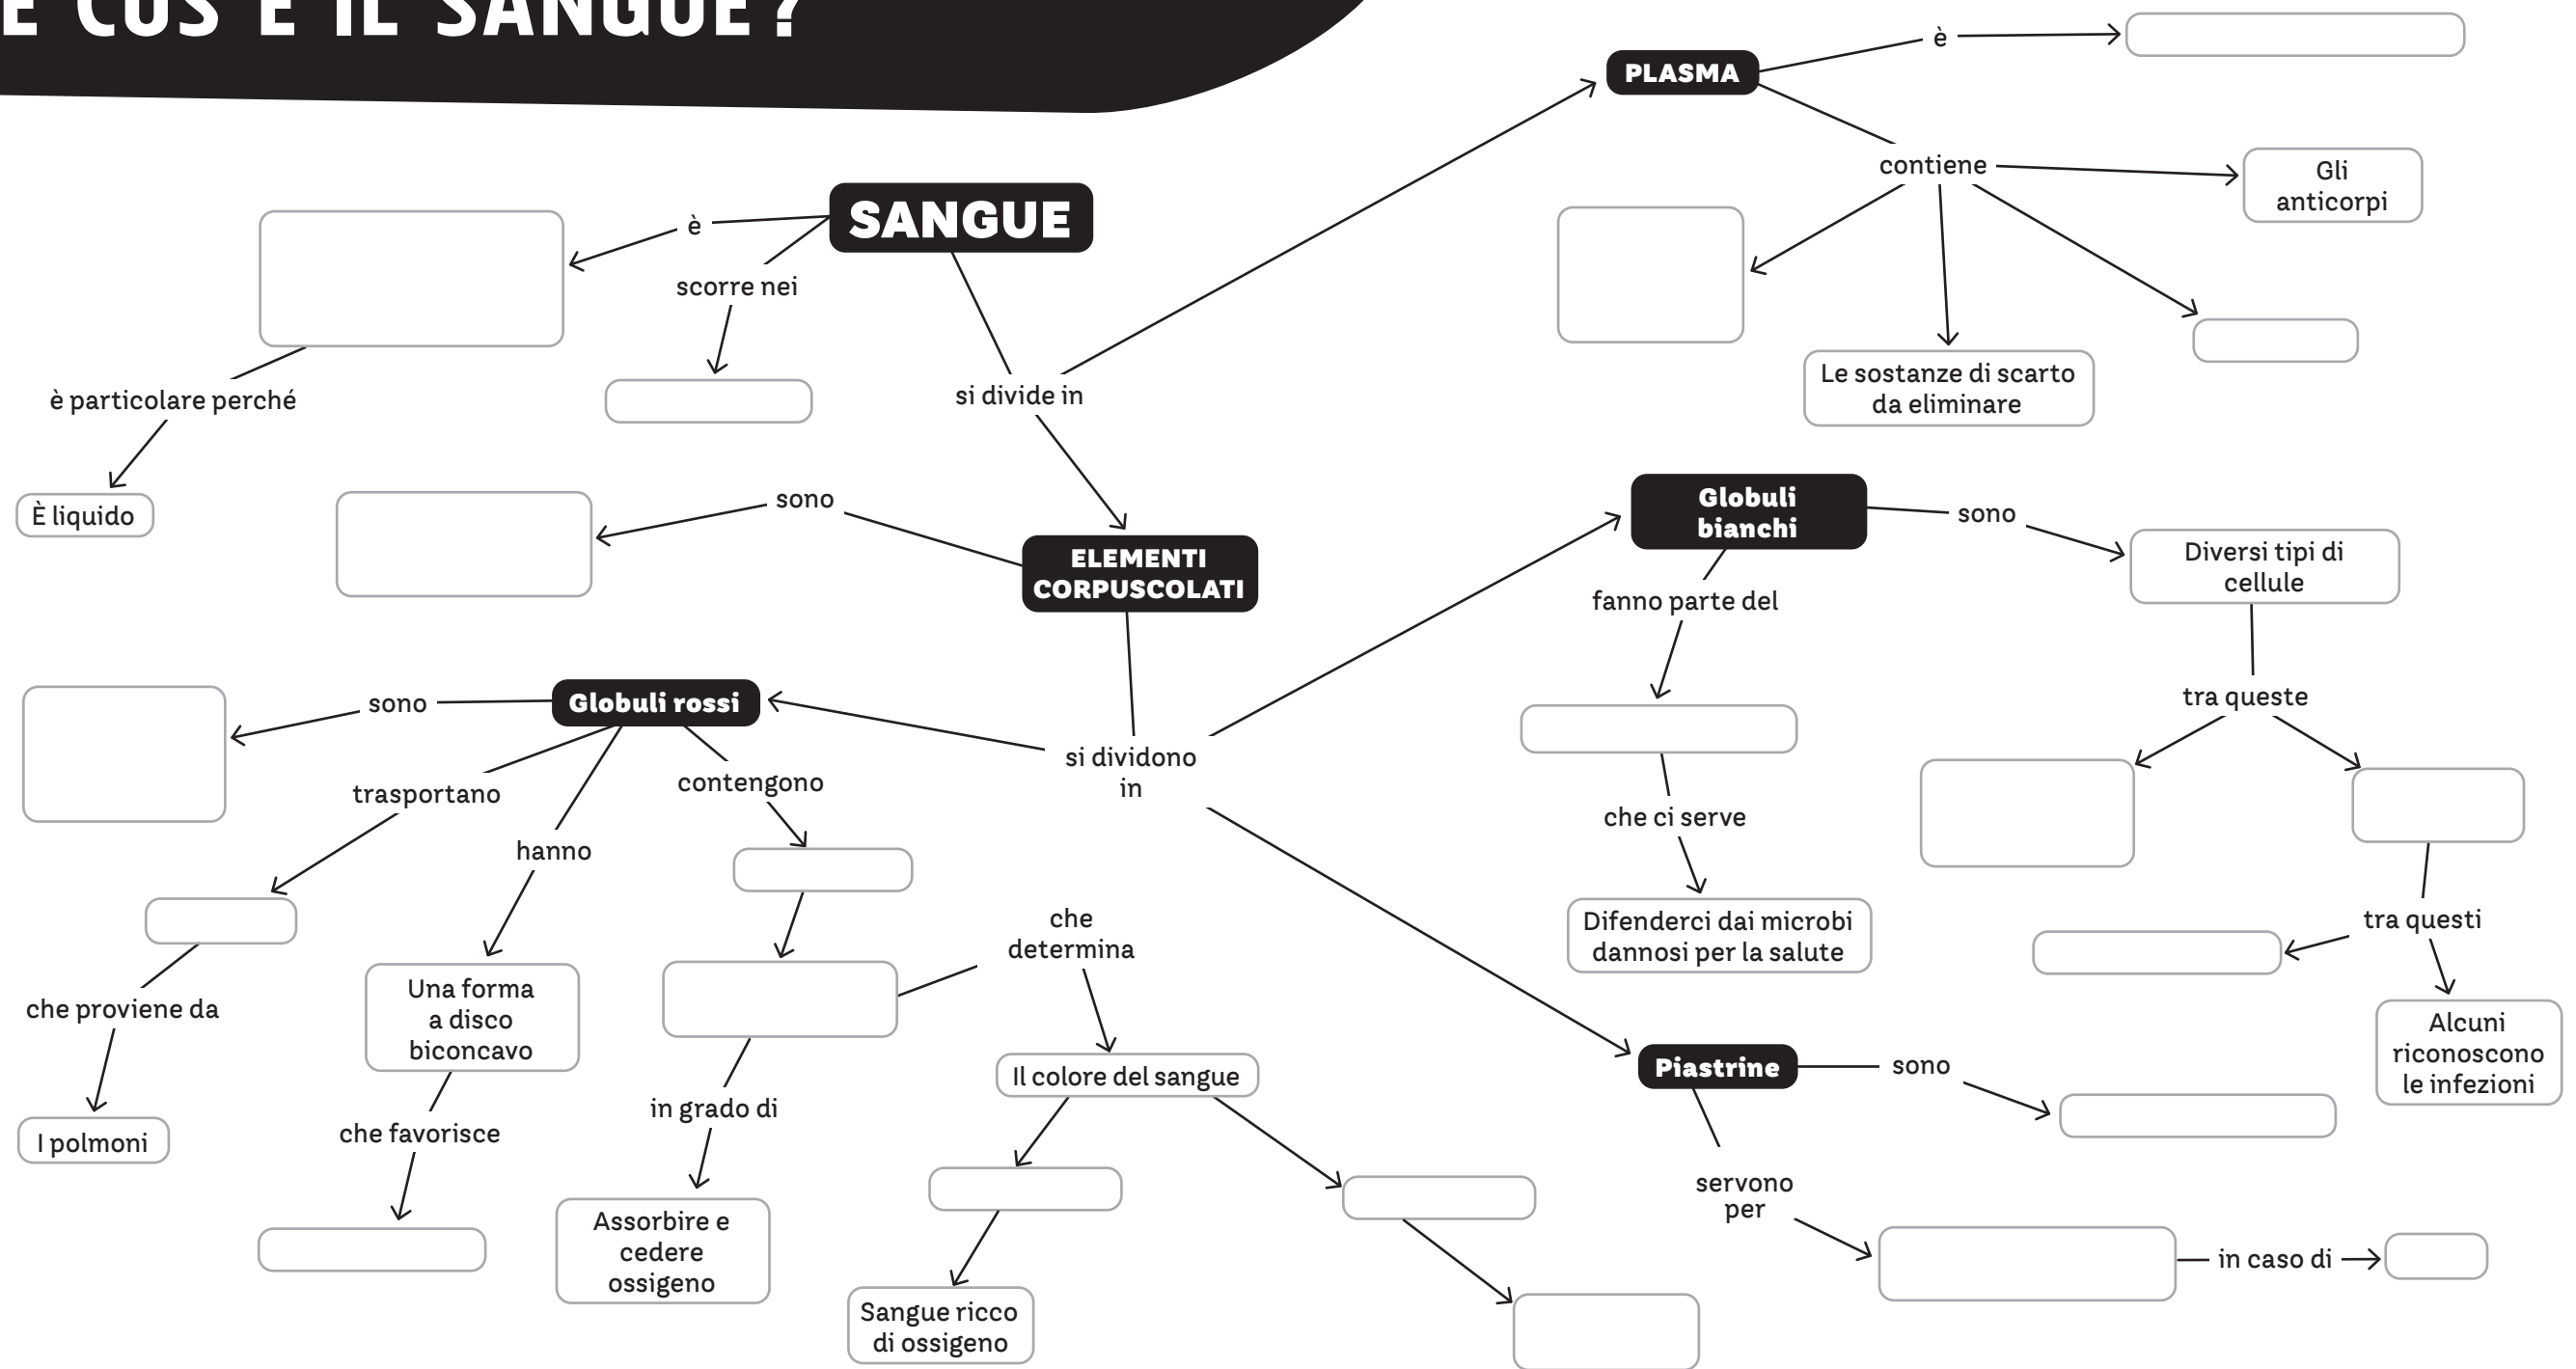 E COS'È IL SANGUE?
PLASMA
è
contiene
Gli
anticorpi
Le sostanze di scarto
da eliminare
SANGUE
è
scorre nei
si divide in
è particolare perché
È liquido
sono
ELEMENTI
CORPUSCOLATI
Globuli
bianchi
sono
Diversi tipi di
cellule
fanno parte del
tra queste
che ci serve
Difenderci dai microbi
dannosi per la salute
tra questi
Alcuni
riconoscono
le infezioni
Globuli rossi
sono
si dividono
in
trasportano
contengono
hanno
che proviene da
I polmoni
Una forma
a disco
biconcavo
che favorisce
in grado di
Assorbire e
cedere
ossigeno
che
determina
Il colore del sangue
Sangue ricco
di ossigeno
Piastrine
sono
servono
per
in caso di